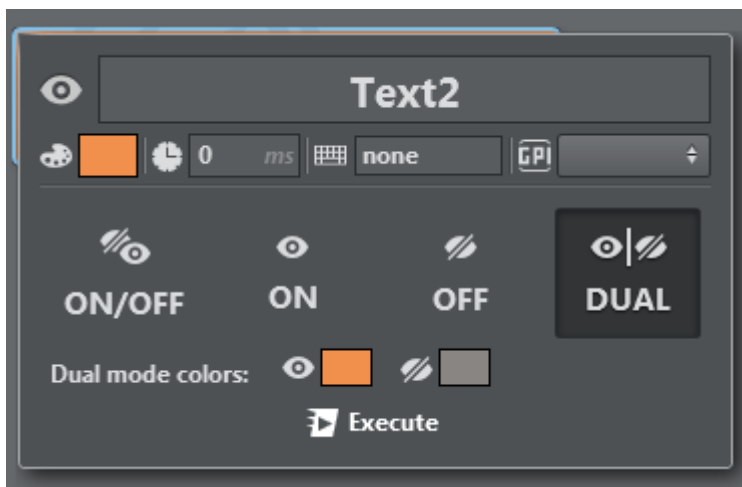 Text2
0 ms none GPI
ON/OFF ON OFF DUAL
Dual mode colors:
Execute